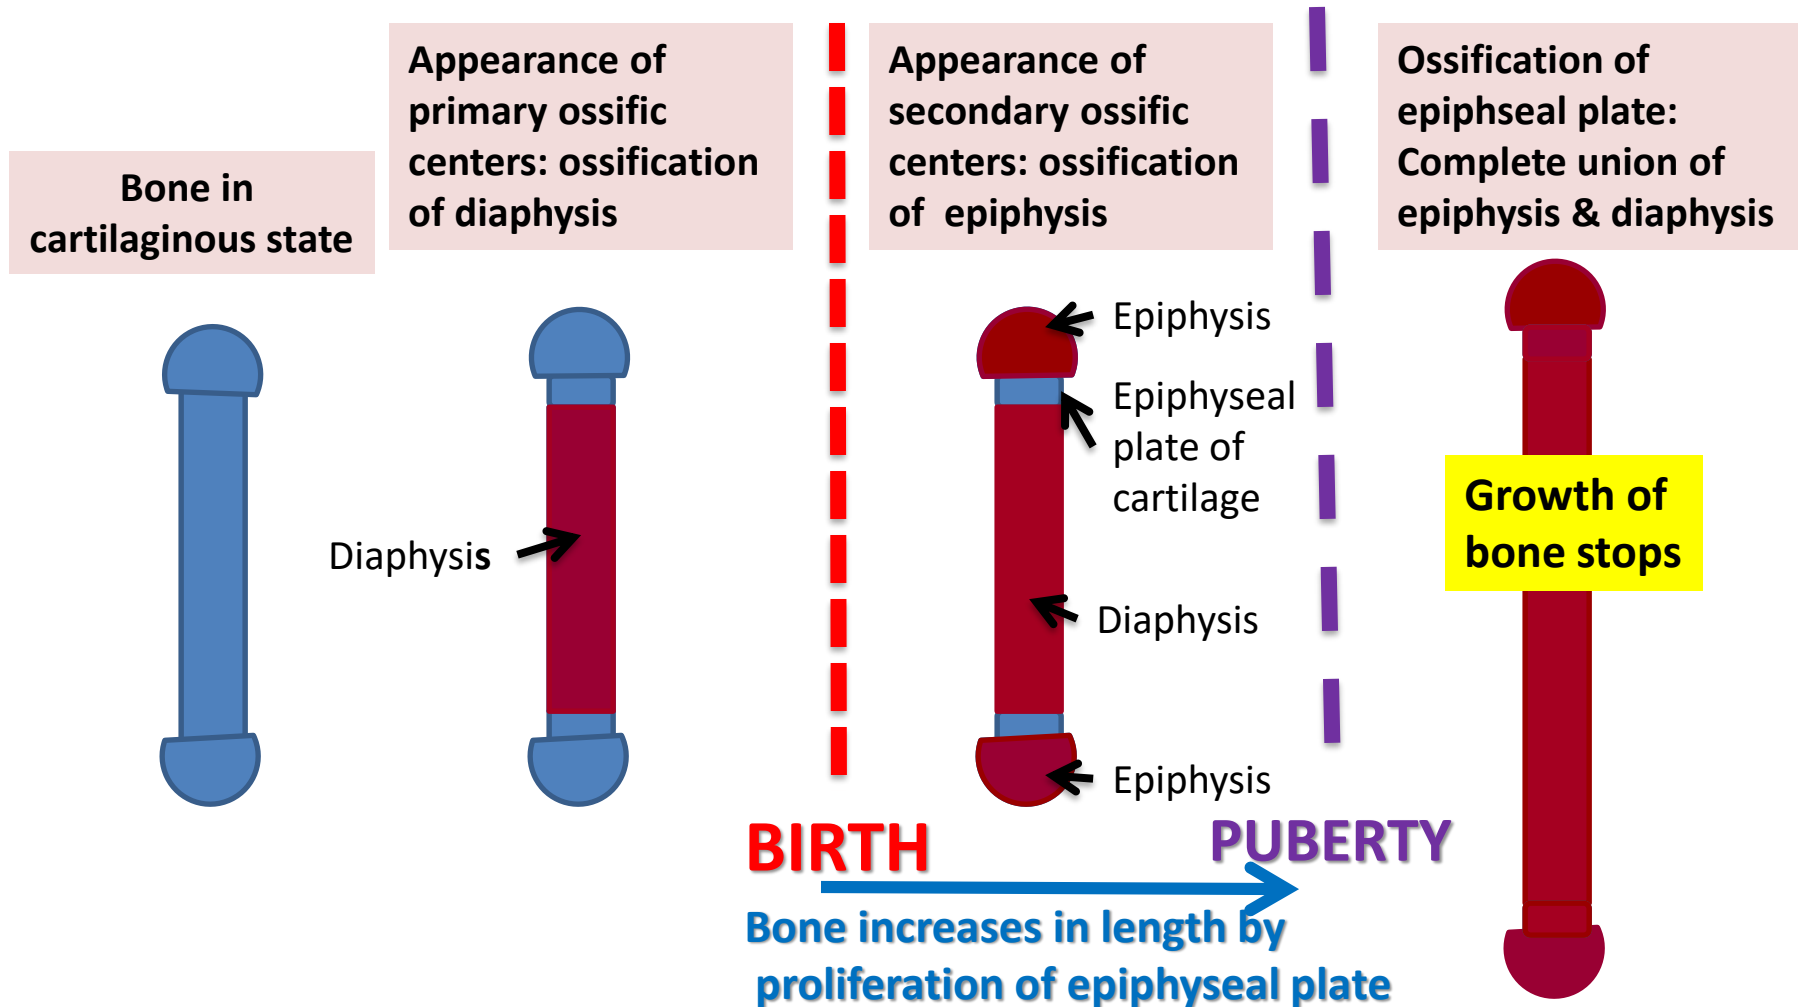 Bone in
cartilaginous state
Appearance of
primary ossific
centers: ossification
of diaphysis
Appearance of
secondary ossific
centers: ossification
of epiphysis
Ossification of
epiphseal plate:
Complete union of
epiphysis & diaphysis
Diaphysis
Epiphysis
Epiphyseal
plate of
cartilage
Diaphysis
Epiphysis
Growth of
bone stops
BIRTH
PUBERTY
Bone increases in length by
proliferation of epiphyseal plate